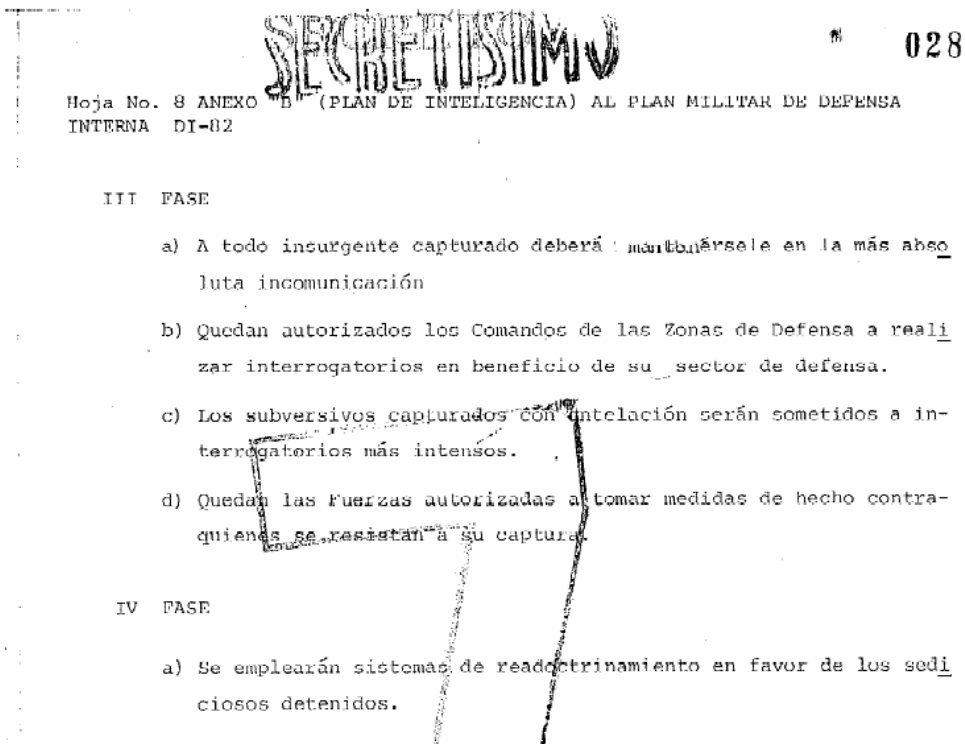 SECRETISIMO
028
Hoja No. 8 ANEXO "B" (PLAN DE INTELIGENCIA) AL PLAN MILITAR DE DEFENSA
INTERNA DI-82
III FASE
a) A todo insurgente capturado deberá mantenérsele en la más abso
luta incomunicación
b) Quedan autorizados los Comandos de las Zonas de Defensa a reali
zar interrogatorios en beneficio de su sector de defensa.
c) Los subversivos capturados con antelación serán sometidos a in-
terrogatorios más intensos.
d) Quedan las Fuerzas autorizadas a tomar medidas de hecho contra-
quienes se resistan a su captura.
IV FASE
a) Se emplearán sistemas de readoctrinamiento en favor de los sedi
ciosos detenidos.